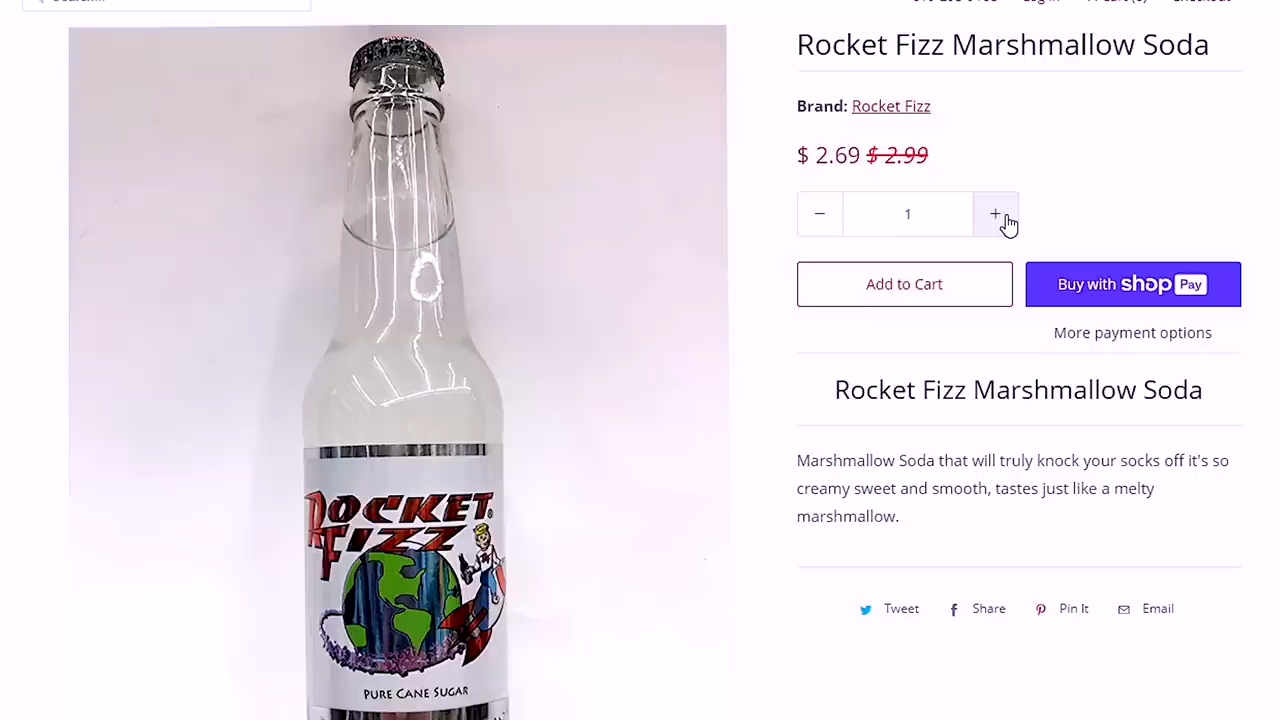 Rocket Fizz Marshmallow Soda
Brand: Rocket Fizz
$ 2.69 $ 2.99
− 1 +
Add to Cart
Buy with shop Pay
More payment options
Rocket Fizz Marshmallow Soda
Marshmallow Soda that will truly knock your socks off it's so
creamy sweet and smooth, tastes just like a melty
marshmallow.
Tweet Share Pin It Email
ROCKET
FIZZ
PURE CANE SUGAR